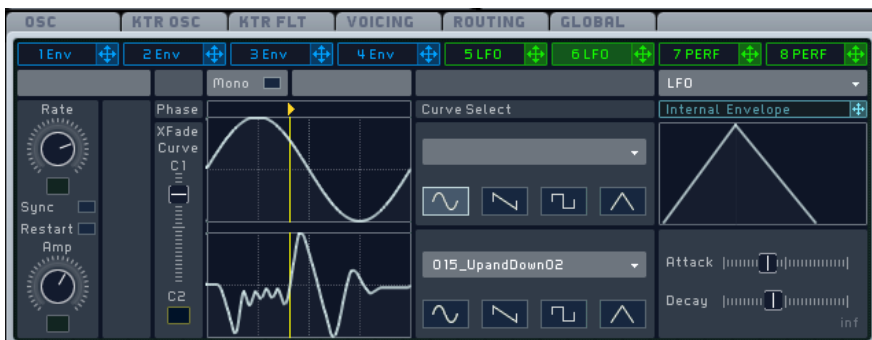 OSC KTR OSC KTR FLT VOICING ROUTING GLOBAL
1 Env 2 Env 3 Env 4 Env 5 LFO 6 LFO 7 PERF 8 PERF
Mono LFO
Rate Phase Curve Select Internal Envelope
XFade
Curve
C1
Sync
Restart
Amp
015_UpandDown02 Attack
C2 Decay
inf